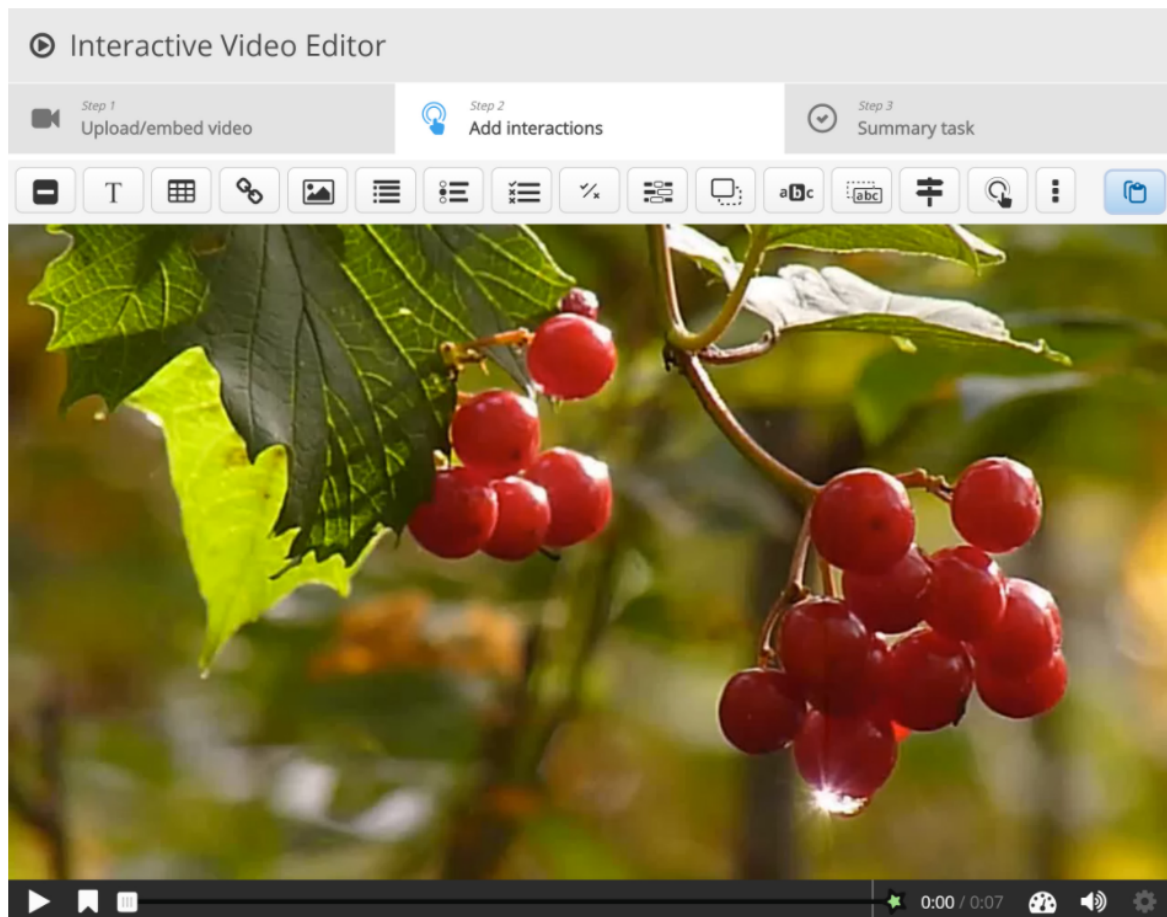 Interactive Video Editor
Step 1
Upload/embed video
Step 2
Add interactions
Step 3
Summary task
T
abc
abc
0:00 / 0:07